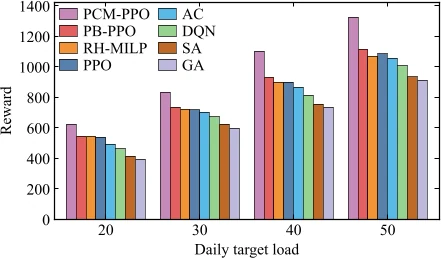 1400
1200
1000
800
600
400
200
0
Reward
PCM-PPO
PB-PPO
RH-MILP
PPO
AC
DQN
SA
GA
20 30 40 50
Daily target load